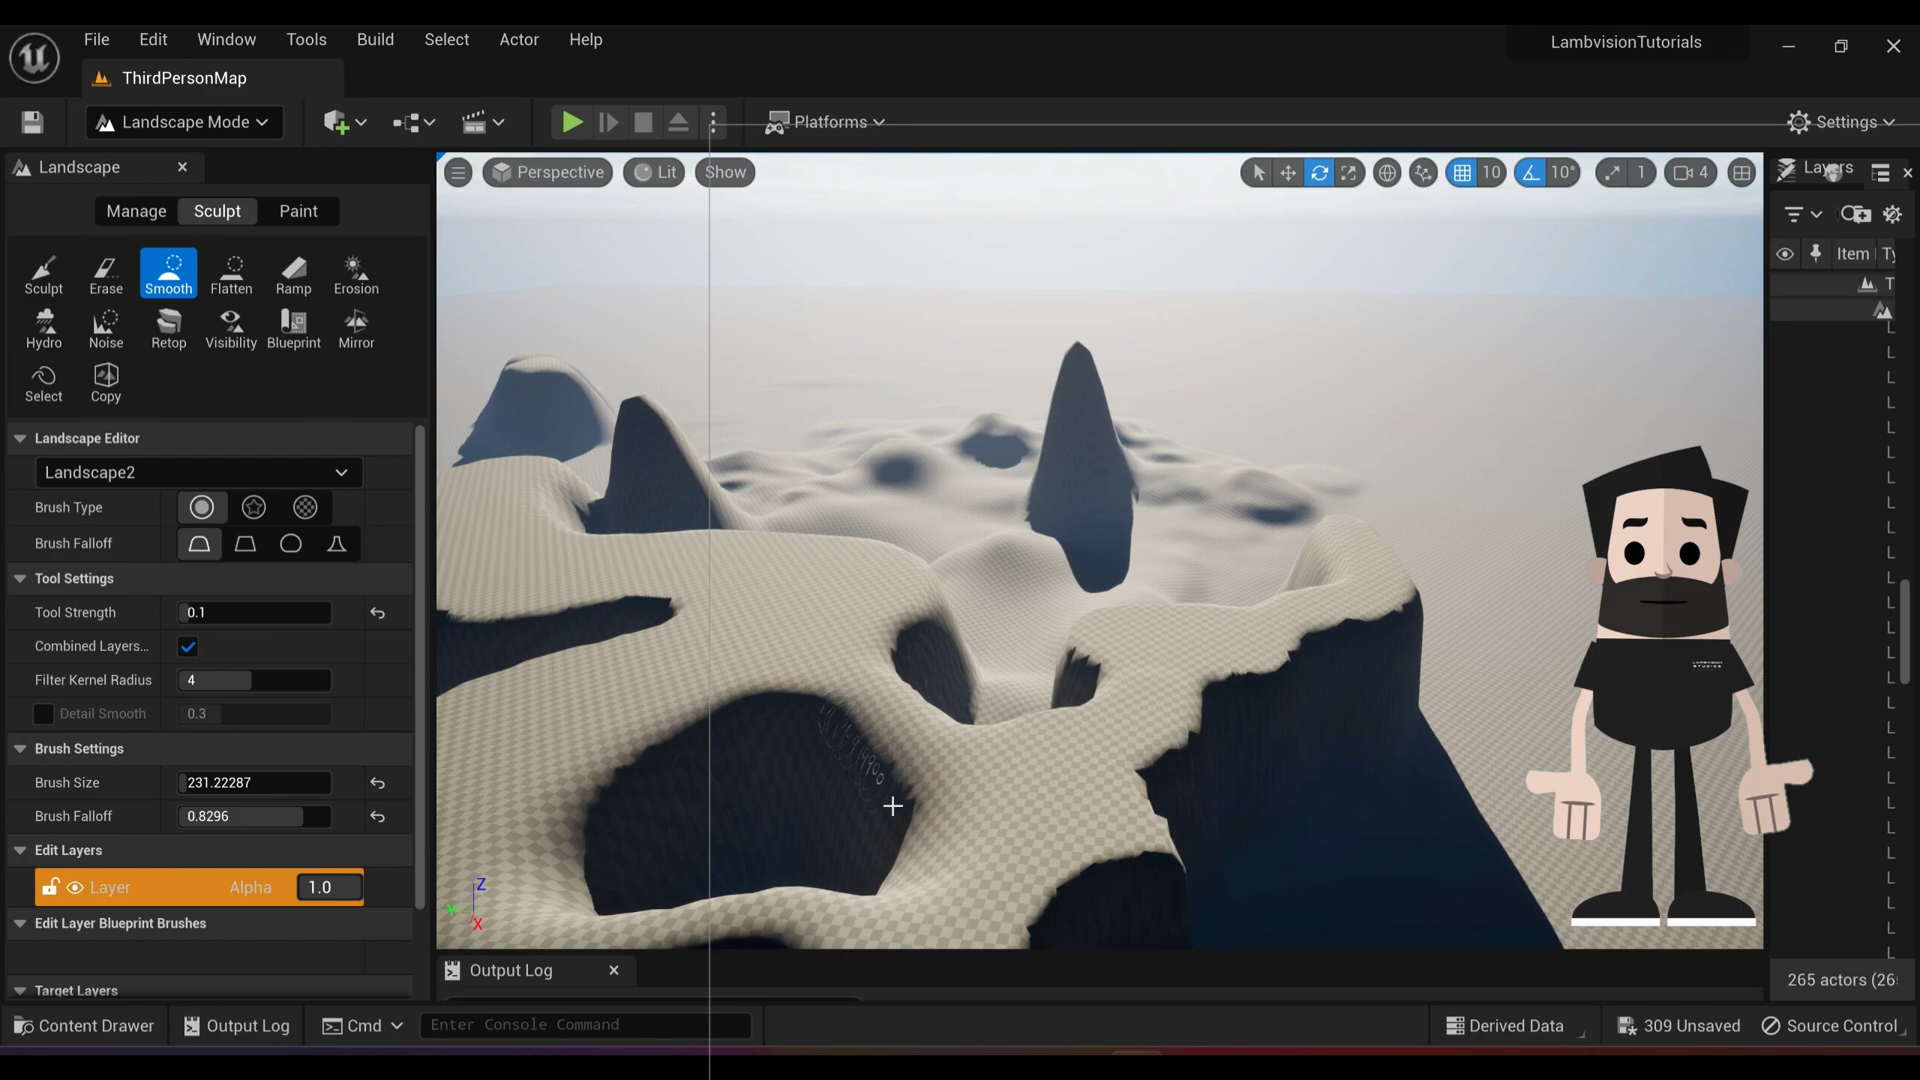 File Edit Window Tools Build Select Actor Help
LambvisionTutorials
ThirdPersonMap
Landscape Mode
Platforms
Settings
Landscape
Perspective Lit Show
10 10° 1 4
Layers
Manage Sculpt Paint
Item Ty
Sculpt Erase Smooth Flatten Ramp Erosion
T
Hydro Noise Retop Visibility Blueprint Mirror
Select Copy
Landscape Editor
Landscape2
Brush Type
Brush Falloff
Tool Settings
Tool Strength 0.1
Combined Layers...
Filter Kernel Radius 4
Detail Smooth 0.3
Brush Settings
Brush Size 231.22287
Brush Falloff 0.8296
Edit Layers
Layer Alpha 1.0
Z
Y
X
Edit Layer Blueprint Brushes
Output Log
265 actors (26
Target Layers
Content Drawer Output Log Cmd Enter Console Command Derived Data 309 Unsaved Source Control